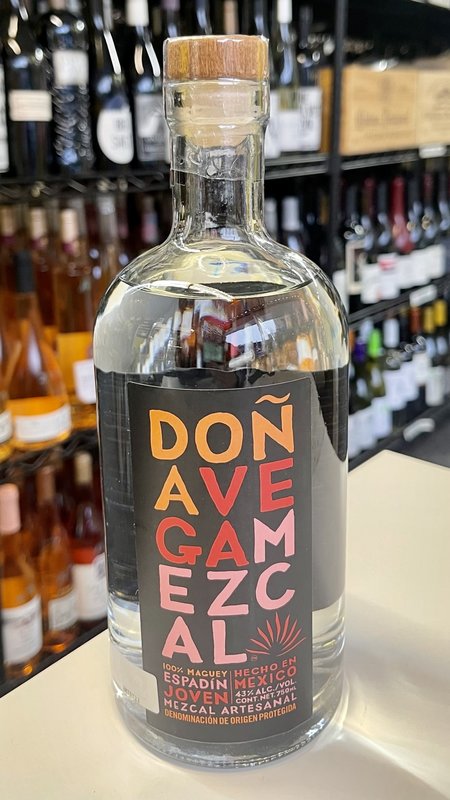 DOÑ
AVE
GAM
EZC
AL
100% MAGUEY
ESPADÍN
JOVEN
HECHO EN
MEXICO
43% ALC./VOL.
CONT. NET. 750mL
MEZCAL ARTESANAL
DENOMINACIÓN DE ORIGEN PROTEGIDA